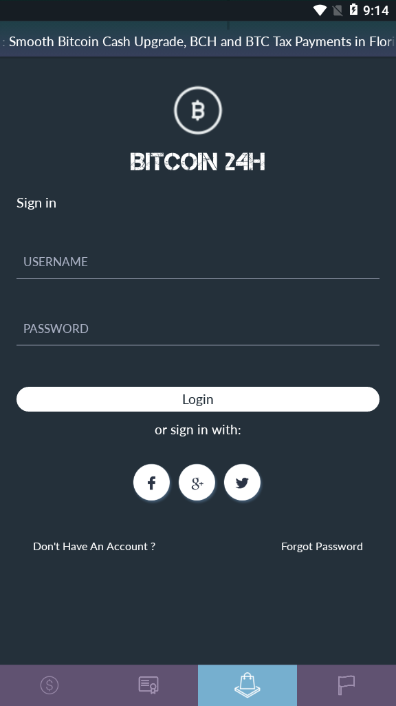 9:14
: Smooth Bitcoin Cash Upgrade, BCH and BTC Tax Payments in Flori
BITCOIN 24H
Sign in
USERNAME
PASSWORD
Login
or sign in with:
Don't Have An Account ?
Forgot Password